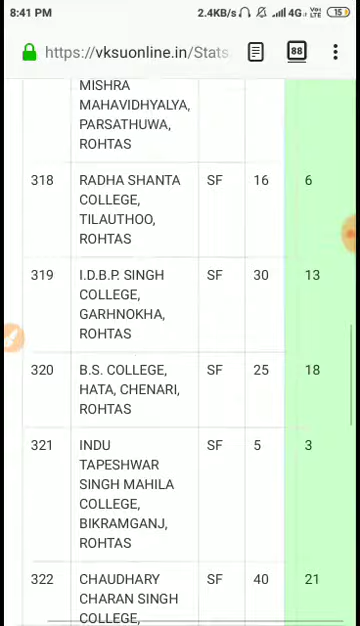 8:41 PM 2.4KB/s 4G Vo LTE 15
https://vksuonline.in/Stats 88
MISHRA
MAHAVIDHYALYA,
PARSATHUWA,
ROHTAS
318 RADHA SHANTA SF 16 6
COLLEGE,
TILAUTHOO,
ROHTAS
319 I.D.B.P. SINGH SF 30 13
COLLEGE,
GARHNOKHA,
ROHTAS
320 B.S. COLLEGE, SF 25 18
HATA, CHENARI,
ROHTAS
321 INDU SF 5 3
TAPESHWAR
SINGH MAHILA
COLLEGE,
BIKRAMGANJ,
ROHTAS
322 CHAUDHARY SF 40 21
CHARAN SINGH
COLLEGE,